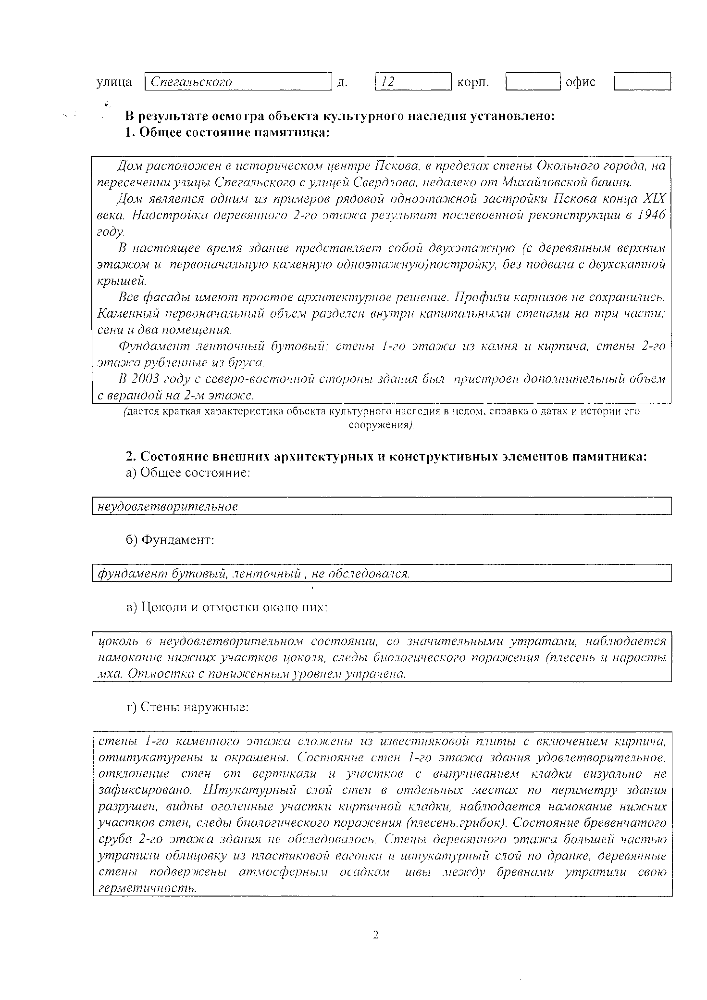 улица Спегальского д. 12 корп. офис
В результате осмотра объекта культурного наследия установлено:
1. Общее состояние памятника:
Дом расположен в историческом центре Пскова, в пределах стены Окольного города, на
пересечении улицы Спегальского с улицей Свердлова, недалеко от Михайловской башни.
Дом является одним из примеров рядовой одноэтажной застройки Пскова конца XIX
века. Надстройка деревянного 2-го этажа результат послевоенной реконструкции в 1946
году.
В настоящее время здание представляет собой двухэтажную (с деревянным верхним
этажом и первоначальную каменную одноэтажную)постройку, без подвала с двухскатной
крышей.
Все фасады имеют простое архитектурное решение. Профили карнизов не сохранились.
Каменный первоначальный объем разделен внутри капитальными стенами на три части:
сени и два помещения.
Фундамент ленточный бутовый; стены 1-го этажа из камня и кирпича, стены 2-го
этажа рубленные из бруса.
В 2003 году с северо-восточной стороны здания был пристроен дополнительный объем
с верандой на 2-м этаже.
(дается краткая характеристика объекта культурного наследия в целом, справка о датах и истории его
сооружения).
2. Состояние внешних архитектурных и конструктивных элементов памятника:
а) Общее состояние:
неудовлетворительное
б) Фундамент:
фундамент бутовый, ленточный , не обследовался.
в) Цоколи и отмостки около них:
цоколь в неудовлетворительном состоянии, со значительными утратами, наблюдается
намокание нижних участков цоколя, следы биологического поражения (плесень и наросты
мха. Отмостка с пониженным уровнем утрачена.
г) Стены наружные:
стены 1-го каменного этажа сложены из известняковой плиты с включением кирпича,
отштукатурены и окрашены. Состояние стен 1-го этажа здания удовлетворительное,
отклонение стен от вертикали и участков с выпучиванием кладки визуально не
зафиксировано. Штукатурный слой стен в отдельных местах по периметру здания
разрушен, видны оголенные участки кирпичной кладки, наблюдается намокание нижних
участков стен, следы биологического поражения (плесень,грибок). Состояние бревенчатого
сруба 2-го этажа здания не обследовалось. Стены деревянного этажа большей частью
утратили облицовку из пластиковой вагонки и штукатурный слой по дранке, деревянные
стены подвержены атмосферным осадкам, швы между бревнами утратили свою
герметичность.
2